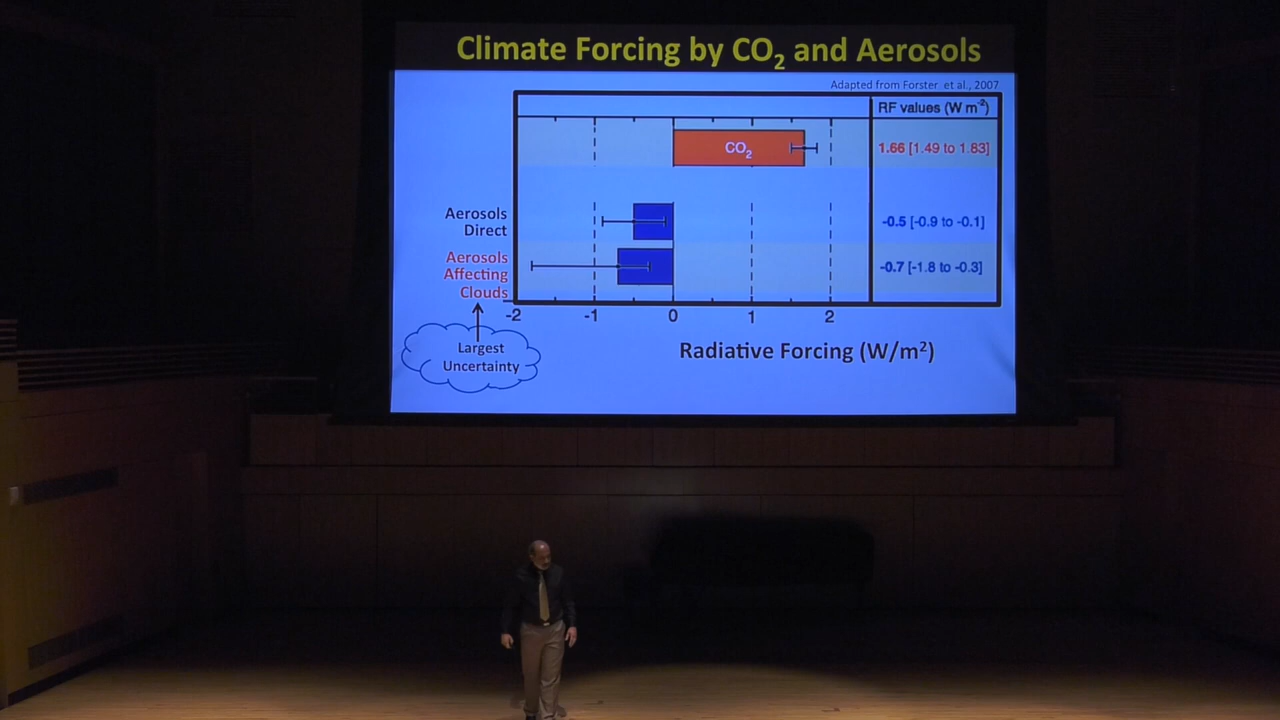 Climate Forcing by CO₂ and Aerosols
Adapted from Forster et al., 2007
RF values (W m⁻²)
CO₂
1.66 [1.49 to 1.83]
Aerosols
Direct
-0.5 [-0.9 to -0.1]
Aerosols
Affecting
Clouds
-0.7 [-1.8 to -0.3]
-2 -1 0 1 2
Largest
Uncertainty
Radiative Forcing (W/m²)